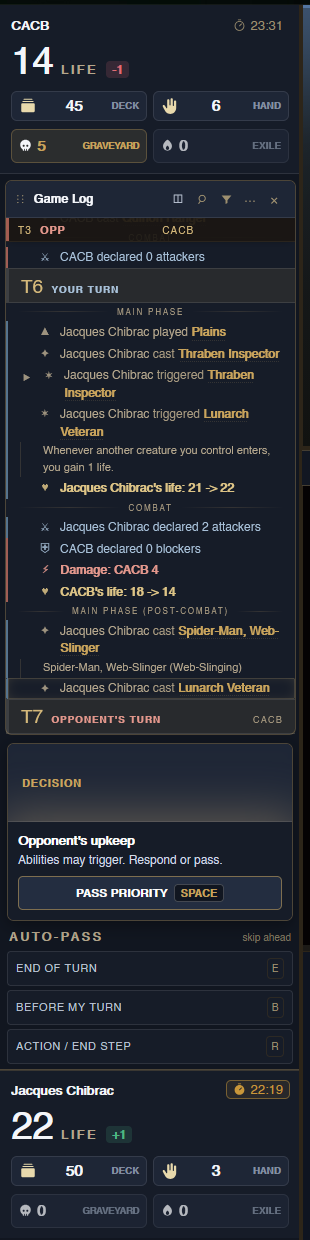 CACB
23:31
14 LIFE -1
45 DECK
6 HAND
5 GRAVEYARD
0 EXILE
Game Log
T3 OPP CACB
CACB declared 0 attackers
T6 YOUR TURN
MAIN PHASE
Jacques Chibrac played Plains
Jacques Chibrac cast Thraben Inspector
Jacques Chibrac triggered Thraben
Inspector
Jacques Chibrac triggered Lunarch
Veteran
Whenever another creature you control enters,
you gain 1 life.
Jacques Chibrac's life: 21 -> 22
COMBAT
Jacques Chibrac declared 2 attackers
CACB declared 0 blockers
Damage: CACB 4
CACB's life: 18 -> 14
MAIN PHASE (POST-COMBAT)
Jacques Chibrac cast Spider-Man, Web-
Slinger
Spider-Man, Web-Slinger (Web-Slinging)
Jacques Chibrac cast Lunarch Veteran
T7 OPPONENT'S TURN CACB
DECISION
Opponent's upkeep
Abilities may trigger. Respond or pass.
PASS PRIORITY SPACE
AUTO-PASS skip ahead
END OF TURN E
BEFORE MY TURN B
ACTION / END STEP R
Jacques Chibrac
22:19
22 LIFE +1
50 DECK
3 HAND
0 GRAVEYARD
0 EXILE